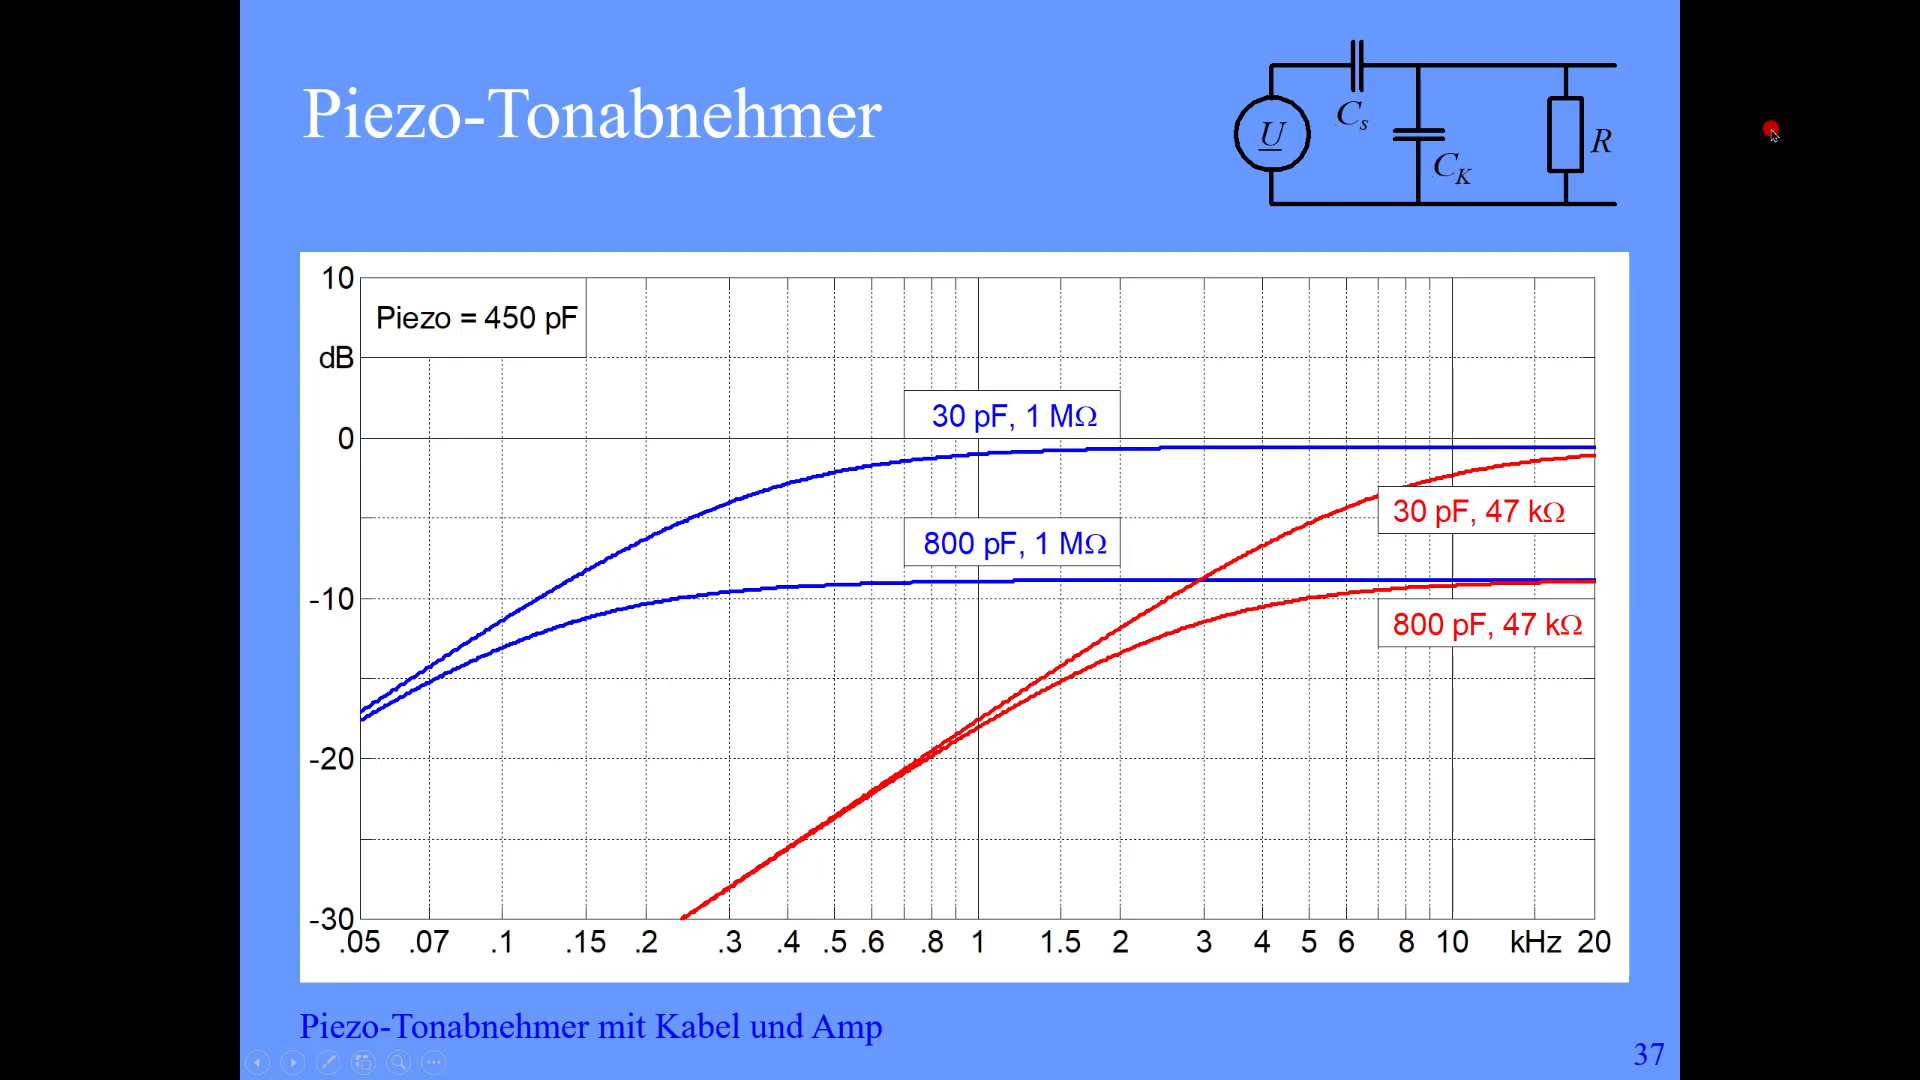 Piezo-Tonabnehmer
U
Cs
CK
R
10
Piezo = 450 pF
dB
30 pF, 1 MΩ
0
30 pF, 47 kΩ
800 pF, 1 MΩ
-10
800 pF, 47 kΩ
-20
-30
.05 .07 .1 .15 .2 .3 .4 .5 .6 .8 1 1.5 2 3 4 5 6 8 10 kHz 20
Piezo-Tonabnehmer mit Kabel und Amp
37